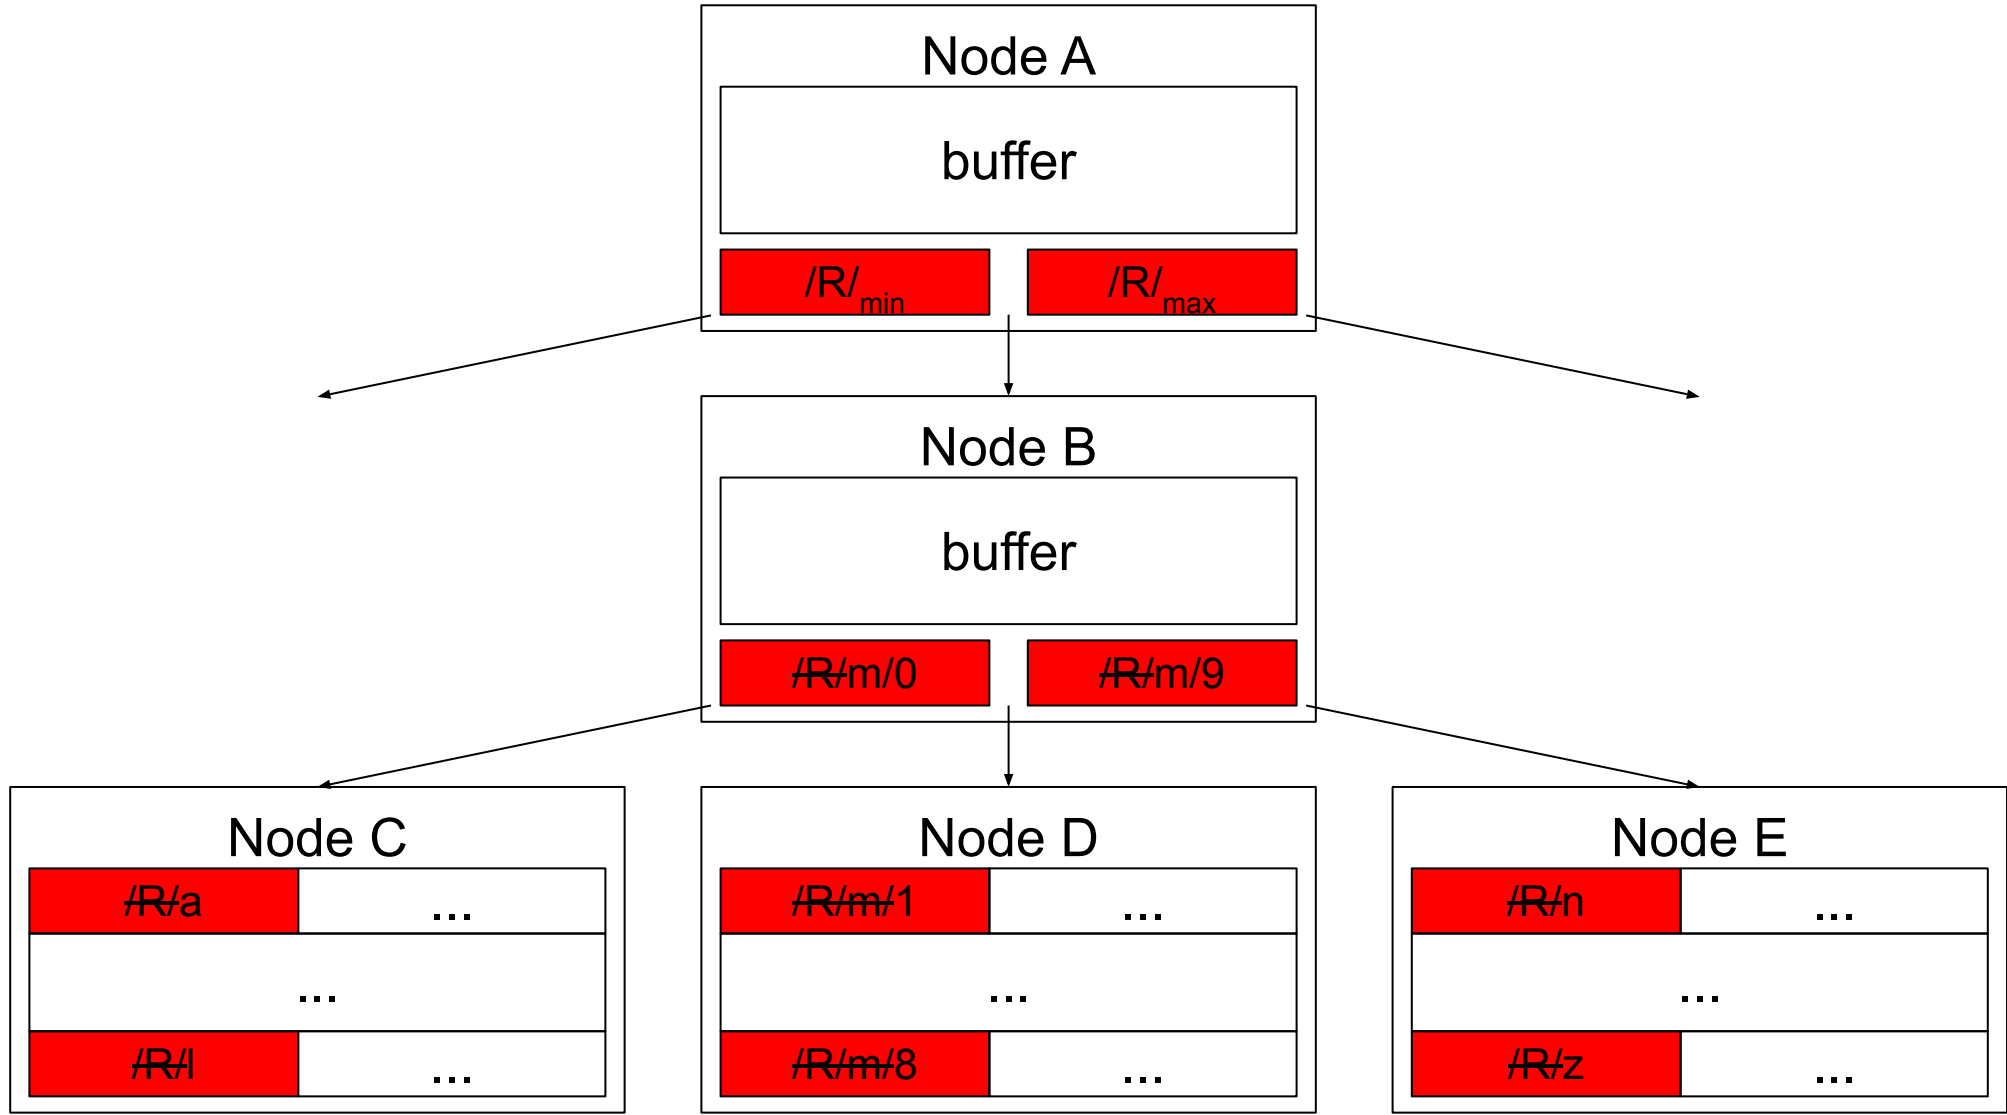 Node A
buffer
/R/min /R/max
Node B
buffer
/R/m/0 /R/m/9
Node C Node D Node E
/R/a ... /R/m/1 ... /R/n ...
... ... ...
/R/l ... /R/m/8 ... /R/z ...